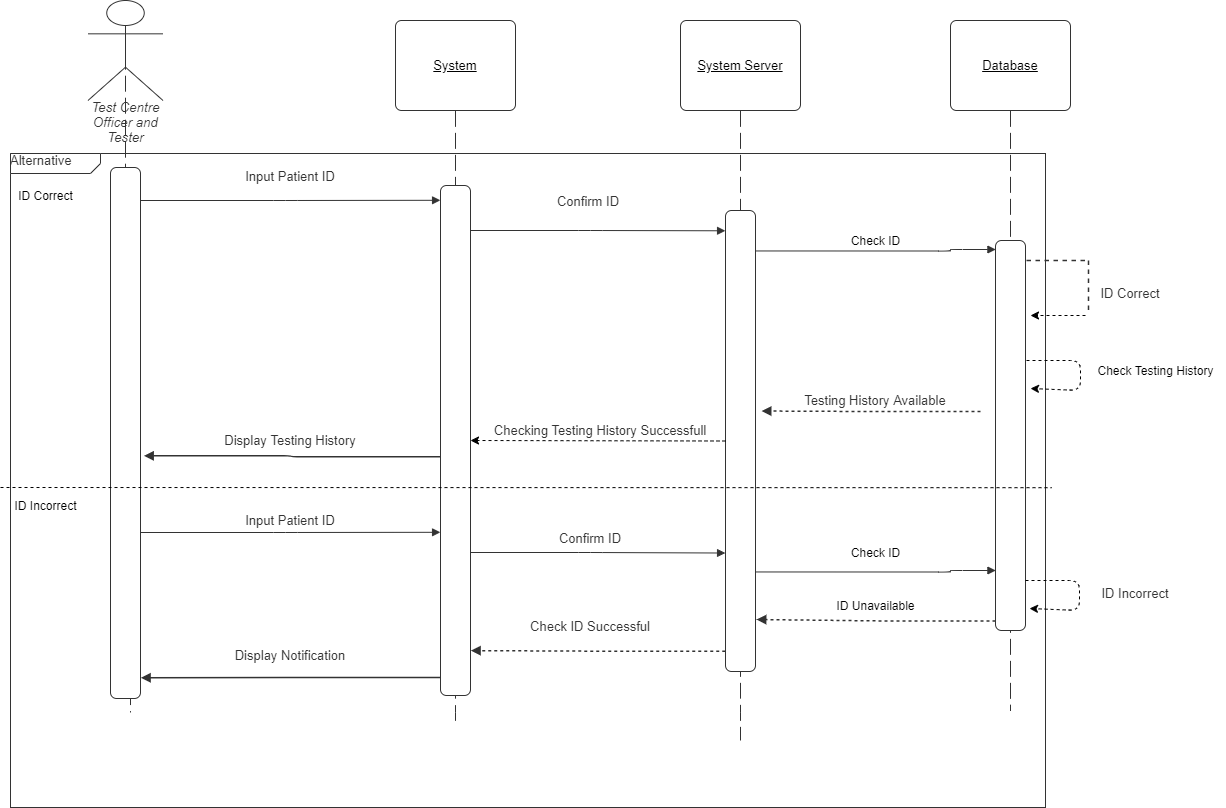 Test Centre
Officer and
Tester
System
System Server
Database
Alternative
ID Correct
Input Patient ID
Confirm ID
Check ID
ID Correct
Check Testing History
Testing History Available
Checking Testing History Successfull
Display Testing History
ID Incorrect
Input Patient ID
Confirm ID
Check ID
ID Incorrect
ID Unavailable
Check ID Successful
Display Notification